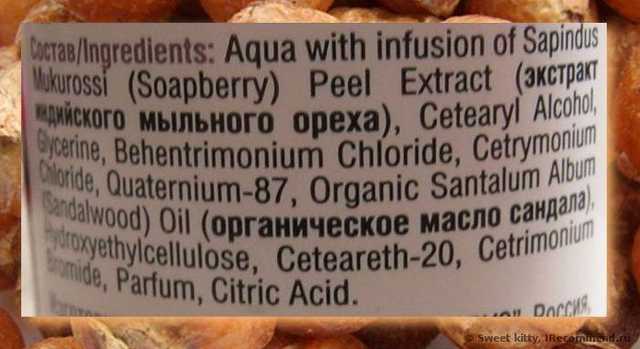 Состав/Ingredients: Aqua with infusion of Sapindus
Mukurossi (Soapberry) Peel Extract (экстракт
индийского мыльного ореха), Cetearyl Alcohol,
Glycerine, Behentrimonium Chloride, Cetrymonium
Chloride, Quaternium-87, Organic Santalum Album
(Sandalwood) Oil (органическое масло сандала),
Hydroxyethylcellulose, Ceteareth-20, Cetrimonium
Bromide, Parfum, Citric Acid.
Россия,
© Sweet kitty, IRecommend.ru